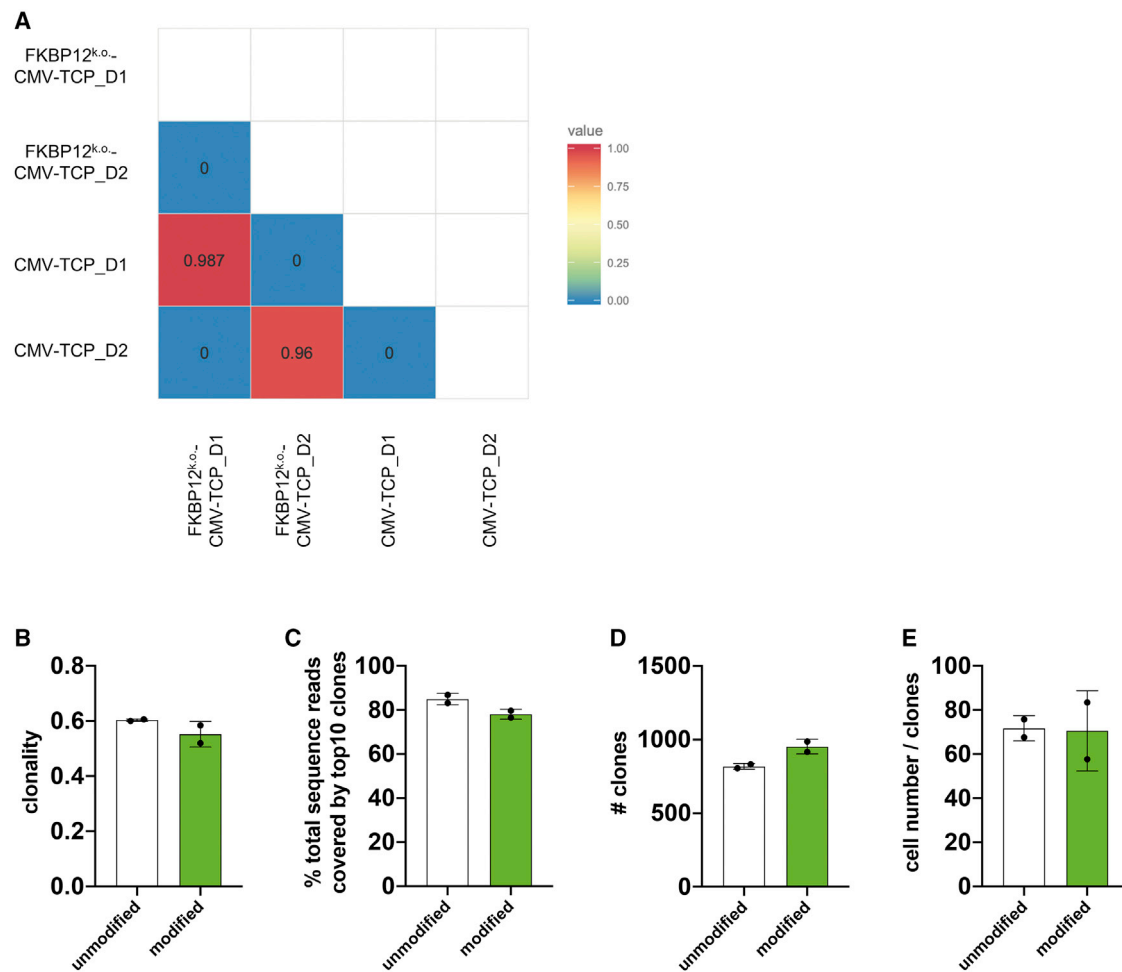 A
FKBP12k.o.-
CMV-TCP_D1
FKBP12k.o.-
CMV-TCP_D2
CMV-TCP_D1
CMV-TCP_D2
0
0.987
0
0
0.96
0
value
1.00
0.75
0.50
0.25
0.00
FKBP12k.o.-
CMV-TCP_D1
FKBP12k.o.-
CMV-TCP_D2
CMV-TCP_D1
CMV-TCP_D2
B
clonality
0.8
0.6
0.4
0.2
0.0
unmodified
modified
C
% total sequence reads
covered by top10 clones
100
80
60
40
20
0
unmodified
modified
D
# clones
1500
1000
500
0
unmodified
modified
E
cell number / clones
100
80
60
40
20
0
unmodified
modified